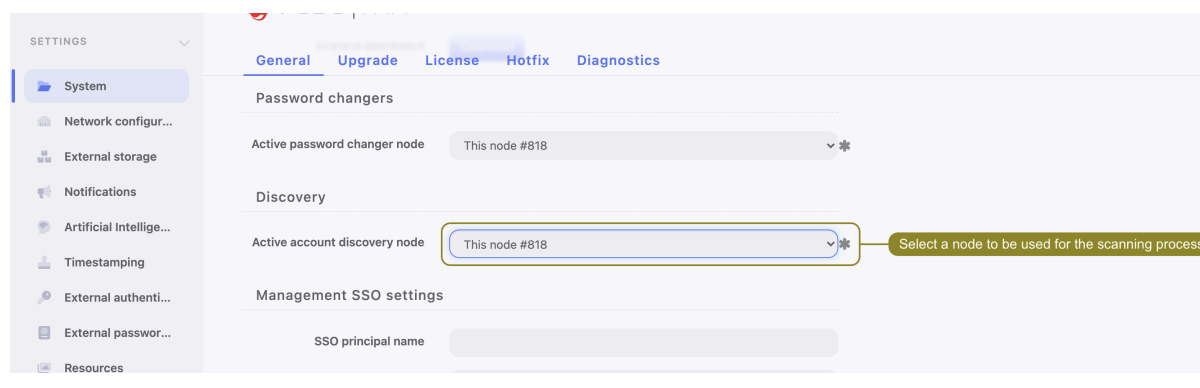 SETTINGS
System
Network configur...
External storage
Notifications
Artificial Intellige...
Timestamping
External authenti...
External passwor...
Resources
General Upgrade License Hotfix Diagnostics
Password changers
Active password changer node This node #818 ✱
Discovery
Active account discovery node This node #818 ✱ Select a node to be used for the scanning process
Management SSO settings
SSO principal name